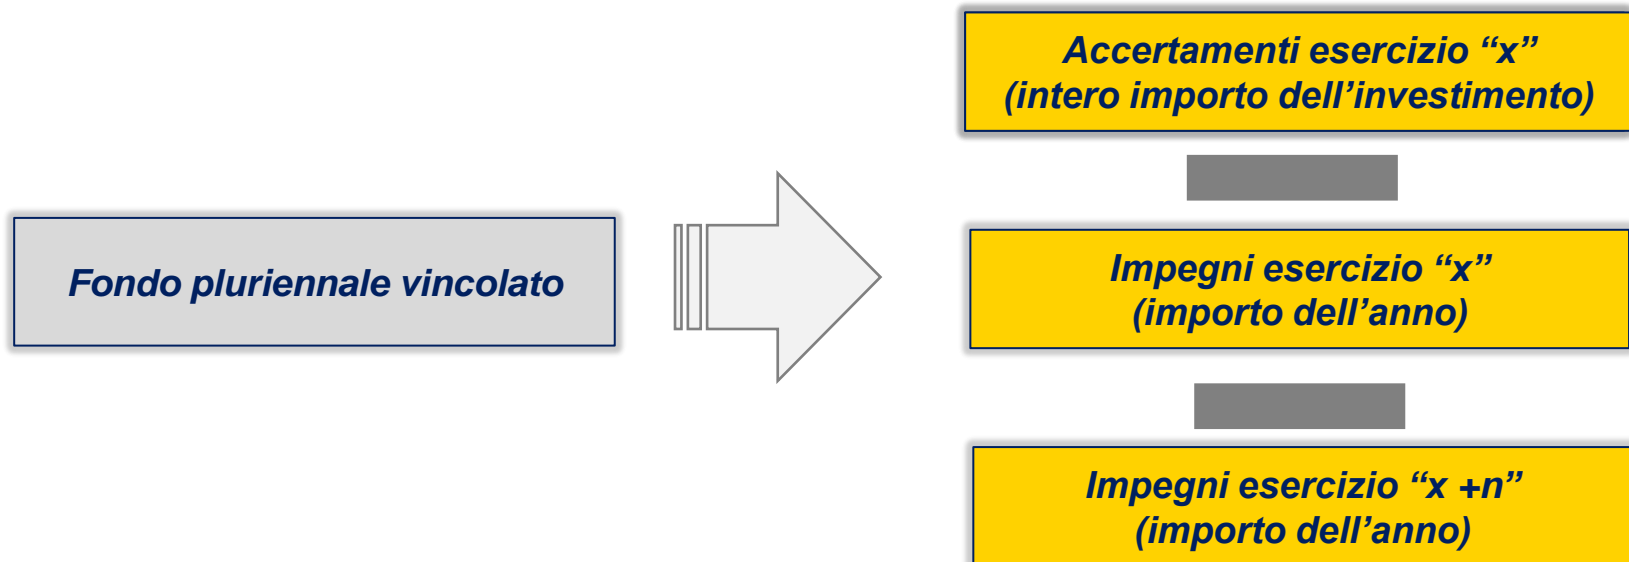 Fondo pluriennale vincolato
Accertamenti esercizio “x”
(intero importo dell’investimento)
Impegni esercizio “x”
(importo dell’anno)
Impegni esercizio “x +n”
(importo dell’anno)